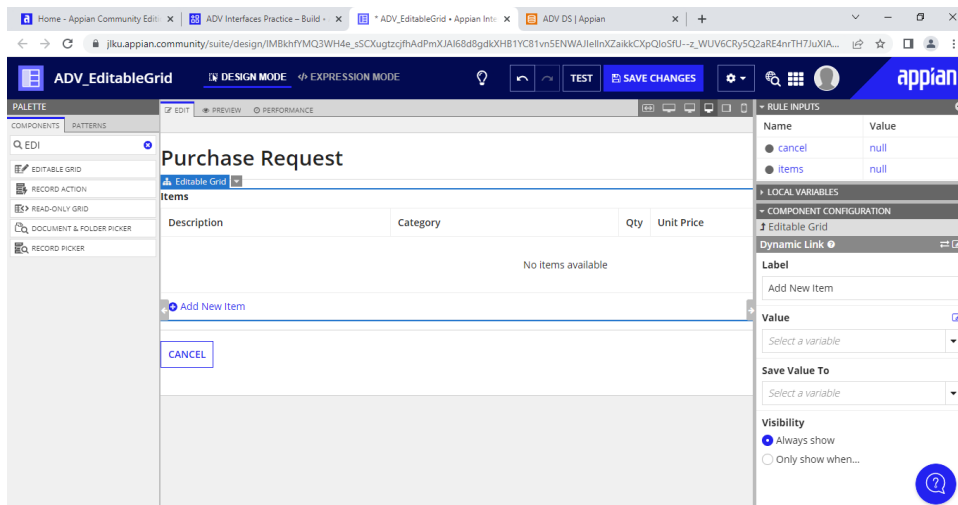 Home - Appian Community Editi
ADV Interfaces Practice – Build -
* ADV_EditableGrid • Appian Inte
ADV DS | Appian
jlku.appian.community/suite/design/
ADV_EditableGrid
DESIGN MODE
EXPRESSION MODE
TEST
SAVE CHANGES
appian
PALETTE
COMPONENTS
PATTERNS
EDI
EDITABLE GRID
RECORD ACTION
READ-ONLY GRID
DOCUMENT & FOLDER PICKER
RECORD PICKER
EDIT
PREVIEW
PERFORMANCE
Purchase Request
Editable Grid
Items
Description
Category
Qty
Unit Price
No items available
Add New Item
CANCEL
RULE INPUTS
Name
Value
cancel
null
items
null
LOCAL VARIABLES
COMPONENT CONFIGURATION
Editable Grid
Dynamic Link
Label
Add New Item
Value
Select a variable
Save Value To
Select a variable
Visibility
Always show
Only show when...